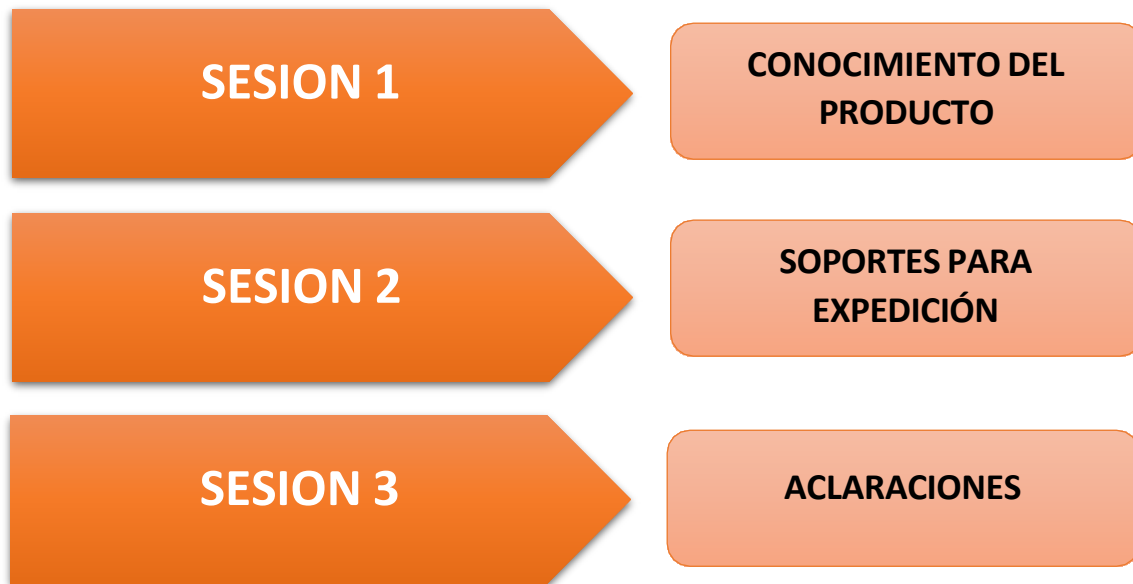 SESION 1
CONOCIMIENTO DEL
PRODUCTO
SESION 2
SOPORTES PARA
EXPEDICIÓN
SESION 3
ACLARACIONES